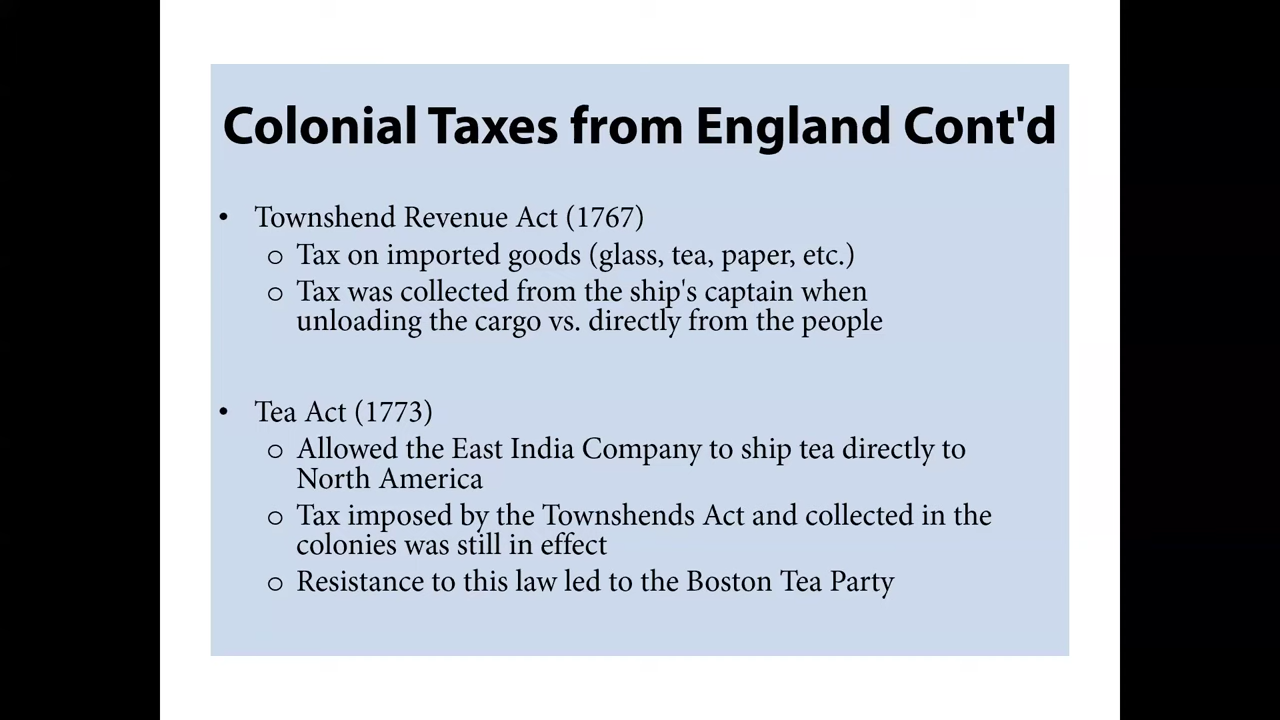 Colonial Taxes from England Cont'd
• Townshend Revenue Act (1767)
o Tax on imported goods (glass, tea, paper, etc.)
o Tax was collected from the ship's captain when
unloading the cargo vs. directly from the people
• Tea Act (1773)
o Allowed the East India Company to ship tea directly to
North America
o Tax imposed by the Townshends Act and collected in the
colonies was still in effect
o Resistance to this law led to the Boston Tea Party